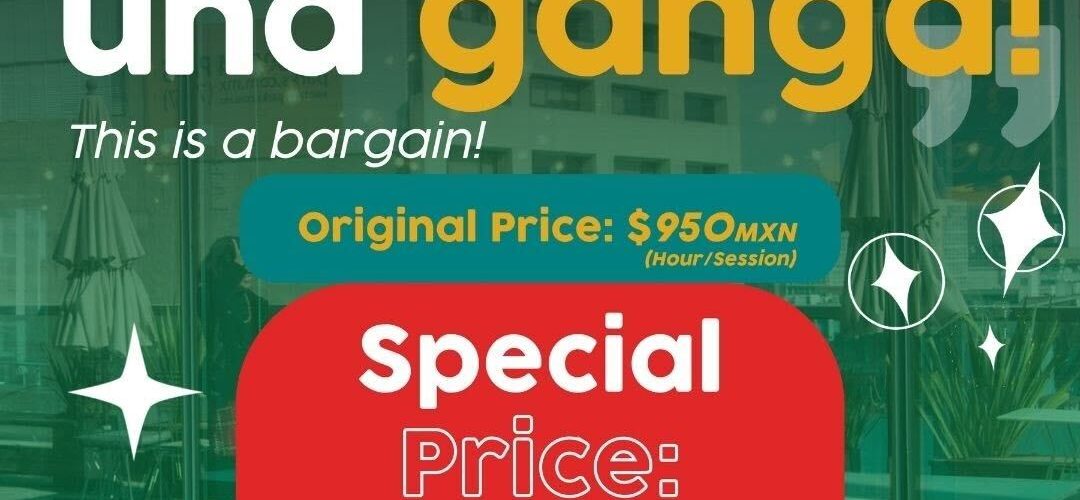 una ganga!
This is a bargain!
Original Price: $950MXN
(Hour/Session)
Special
Price: